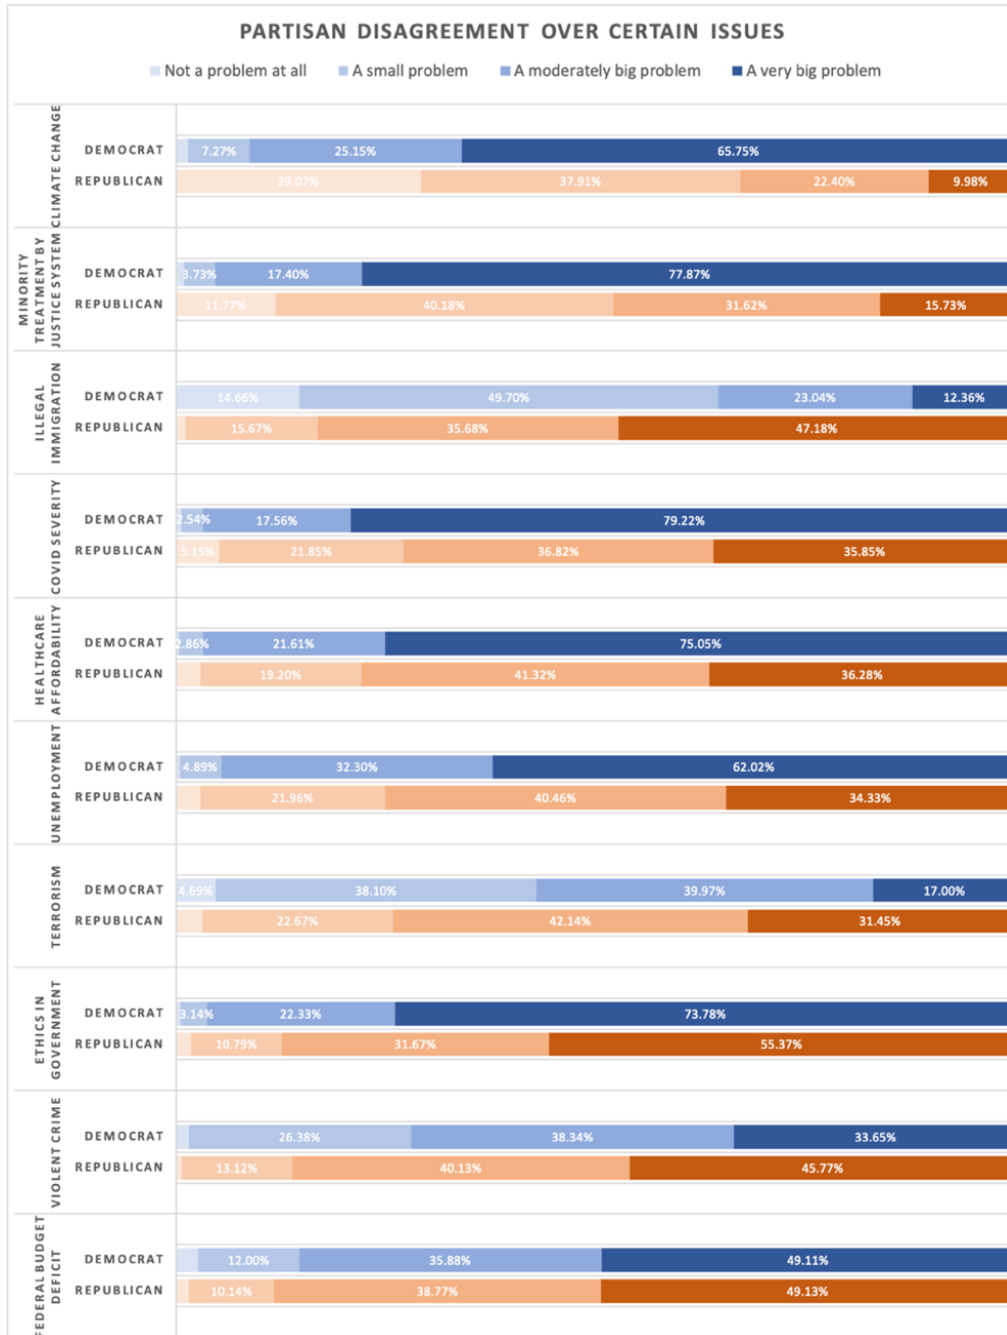 PARTISAN DISAGREEMENT OVER CERTAIN ISSUES
Not a problem at all A small problem A moderately big problem A very big problem
CLIMATE CHANGE
DEMOCRAT 7.27% 25.15% 65.75%
REPUBLICAN 29.07% 37.91% 22.40% 9.98%
MINORITY
TREATMENT BY
JUSTICE SYSTEM
DEMOCRAT 3.73% 17.40% 77.87%
REPUBLICAN 11.77% 40.18% 31.62% 15.73%
ILLEGAL
IMMIGRATION
DEMOCRAT 14.66% 49.70% 23.04% 12.36%
REPUBLICAN 15.67% 35.68% 47.18%
COVID SEVERITY
DEMOCRAT 2.54% 17.56% 79.22%
REPUBLICAN 5.15% 21.85% 36.82% 35.85%
HEALTHCARE
AFFORDABILITY
DEMOCRAT 2.86% 21.61% 75.05%
REPUBLICAN 19.20% 41.32% 36.28%
UNEMPLOYMENT
DEMOCRAT 4.89% 32.30% 62.02%
REPUBLICAN 21.96% 40.46% 34.33%
TERRORISM
DEMOCRAT 4.69% 38.10% 39.97% 17.00%
REPUBLICAN 22.67% 42.14% 31.45%
ETHICS IN
GOVERNMENT
DEMOCRAT 3.14% 22.33% 73.78%
REPUBLICAN 10.79% 31.67% 55.37%
VIOLENT CRIME
DEMOCRAT 26.38% 38.34% 33.65%
REPUBLICAN 13.12% 40.13% 45.77%
FEDERAL BUDGET
DEFICIT
DEMOCRAT 12.00% 35.88% 49.11%
REPUBLICAN 10.14% 38.77% 49.13%